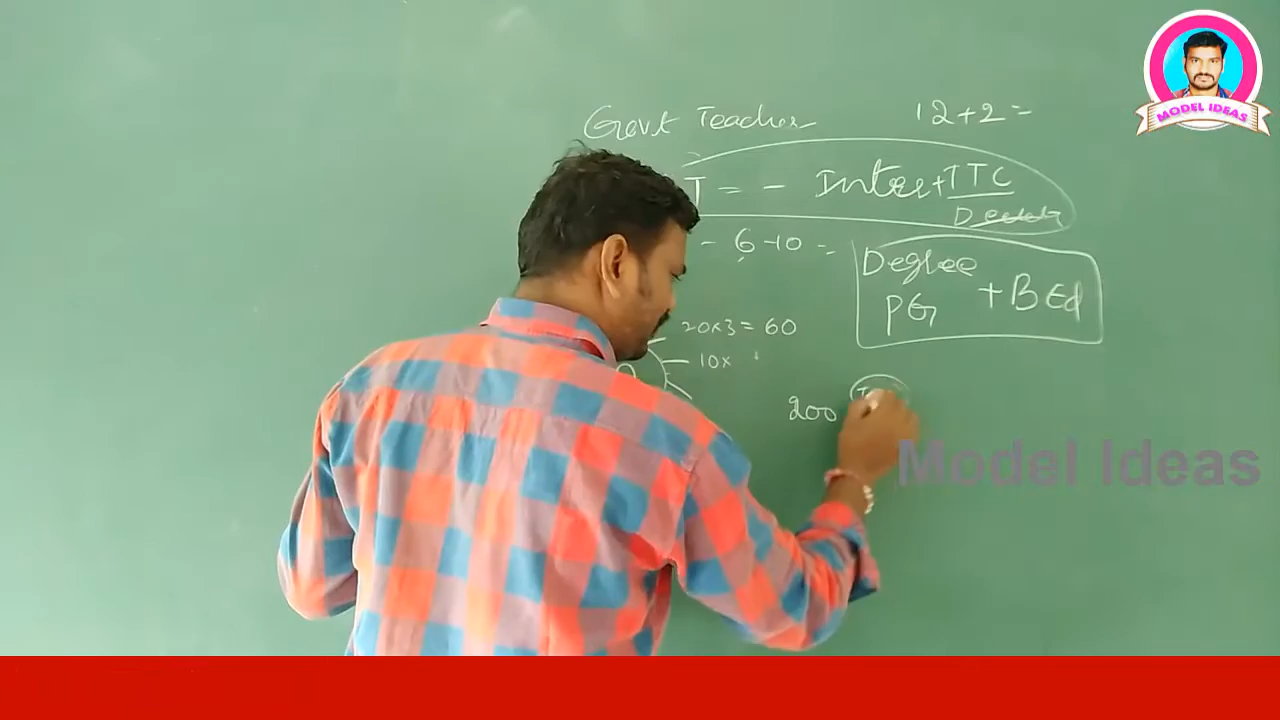 Govt Teacher 12+2=
T = - Inter+TTC
- 6-10 =
Degree
PG + BEd
20x3=60
10x
200
MODEL IDEAS
Model Ideas